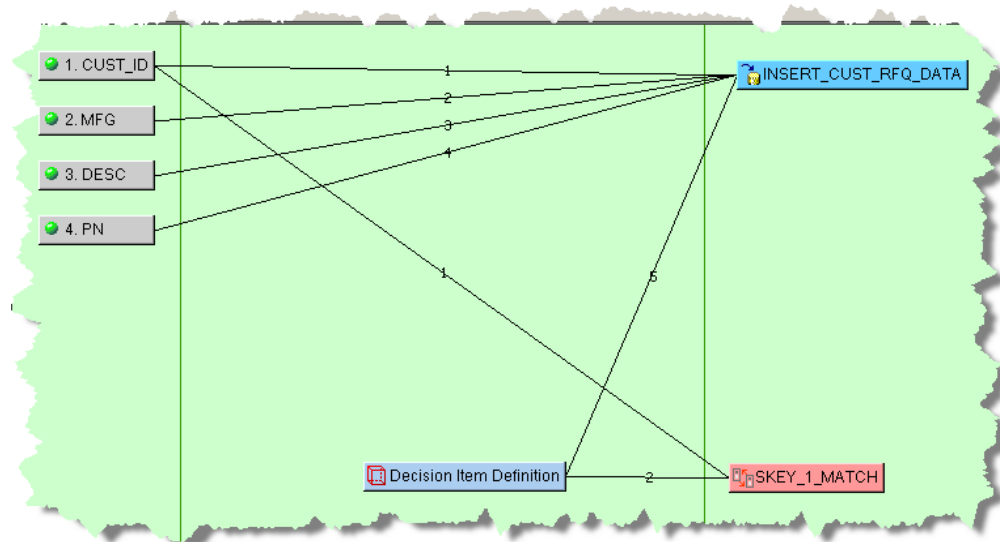 1. CUST_ID
1
INSERT_CUST_RFQ_DATA
2. MFG
2
3
4
3. DESC
4. PN
1
5
Decision Item Definition
2
SKEY_1_MATCH